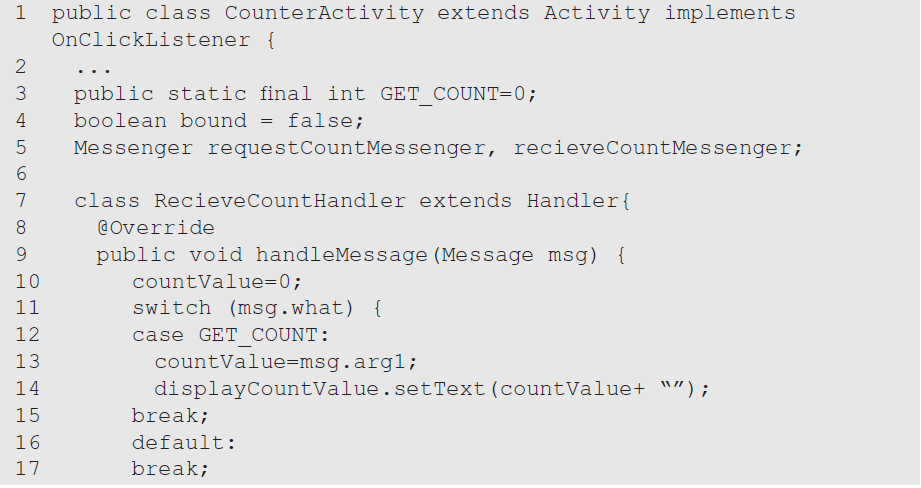 1 public class CounterActivity extends Activity implements
OnClickListener {
2 ...
3 public static final int GET_COUNT=0;
4 boolean bound = false;
5 Messenger requestCountMessenger, recieveCountMessenger;
6
7 class RecieveCountHandler extends Handler{
8 @Override
9 public void handleMessage(Message msg) {
10 countValue=0;
11 switch (msg.what) {
12 case GET_COUNT:
13 countValue=msg.arg1;
14 displayCountValue.setText(countValue+ “”);
15 break;
16 default:
17 break;